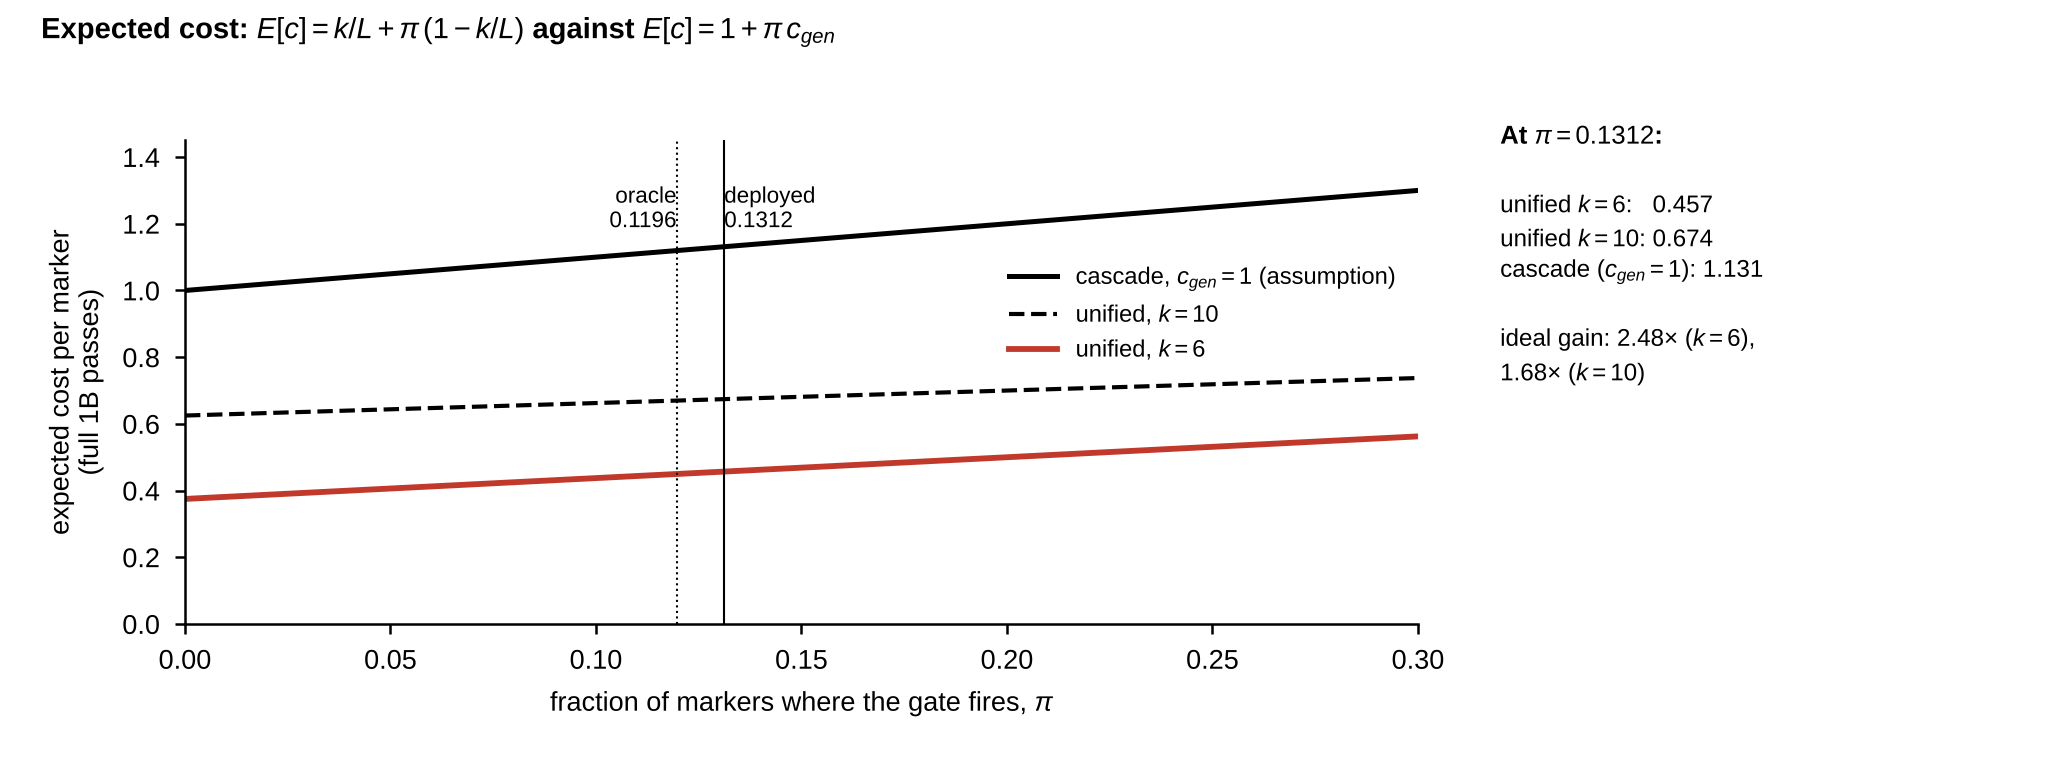 Expected cost: E[c] = k/L + π(1 − k/L) against E[c] = 1 + π c_gen
At π = 0.1312:
unified k = 6: 0.457
unified k = 10: 0.674
cascade (c_gen = 1): 1.131
ideal gain: 2.48× (k = 6),
1.68× (k = 10)
expected cost per marker
(full 1B passes)
1.4
1.2
1.0
0.8
0.6
0.4
0.2
0.0
oracle
0.1196
deployed
0.1312
cascade, c_gen = 1 (assumption)
unified, k = 10
unified, k = 6
0.00
0.05
0.10
0.15
0.20
0.25
0.30
fraction of markers where the gate fires, π